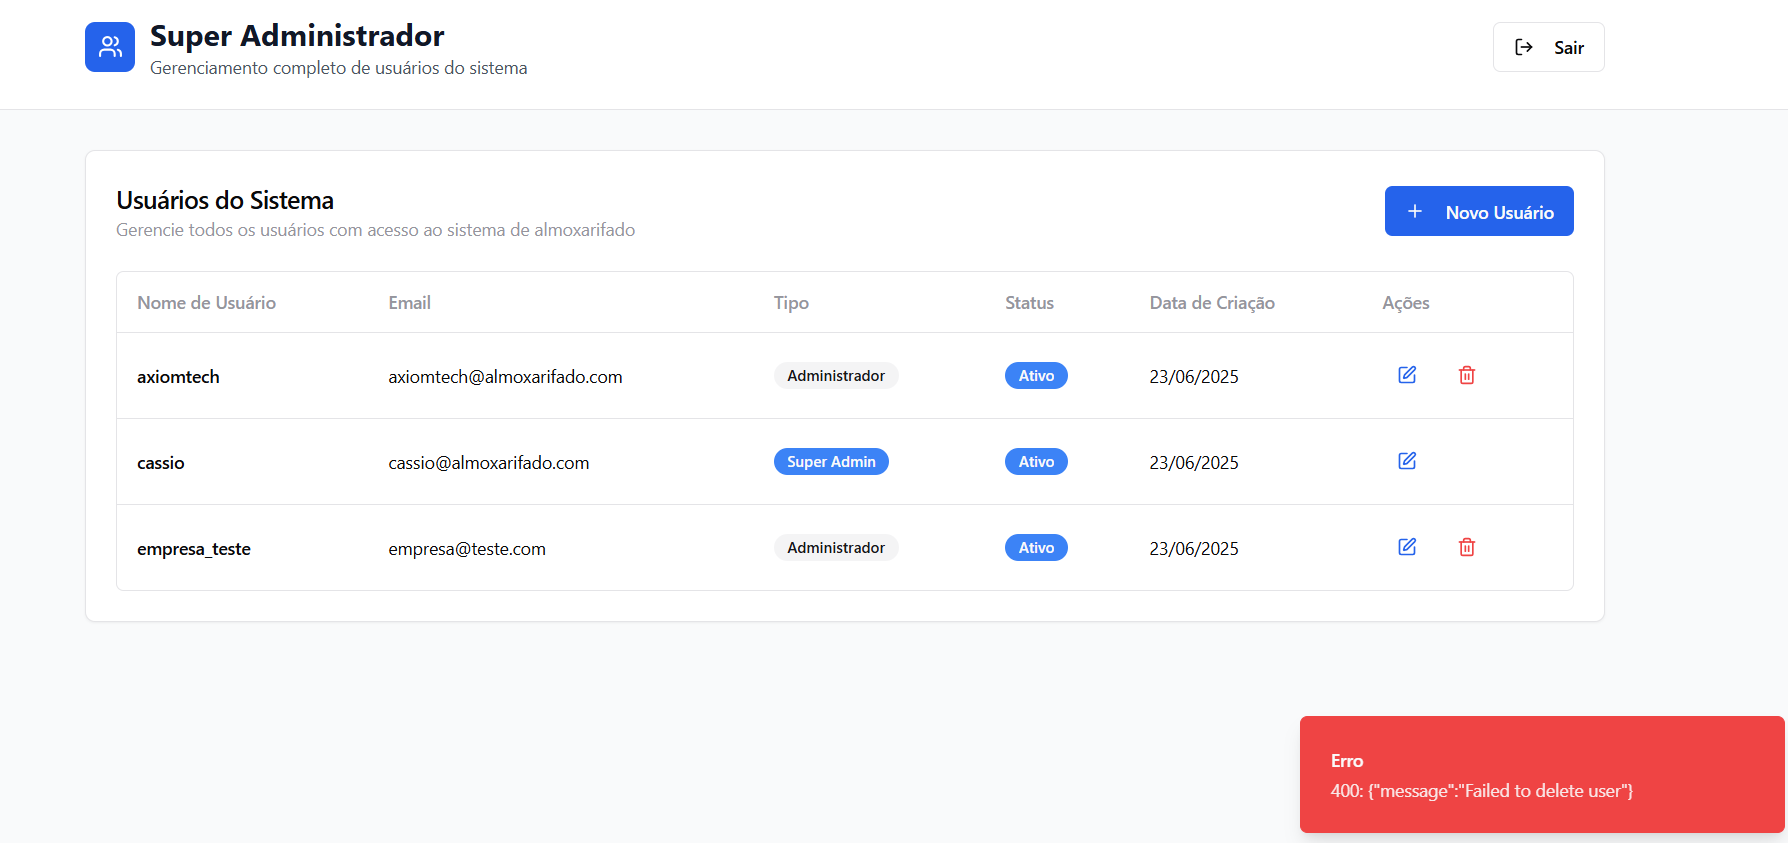 Super Administrador
Gerenciamento completo de usuários do sistema
Sair
Usuários do Sistema
Gerencie todos os usuários com acesso ao sistema de almoxarifado
Novo Usuário
Nome de Usuário Email Tipo Status Data de Criação Ações
axiomtech axiomtech@almoxarifado.com Administrador Ativo 23/06/2025
cassio cassio@almoxarifado.com Super Admin Ativo 23/06/2025
empresa_teste empresa@teste.com Administrador Ativo 23/06/2025
Erro
400: {"message":"Failed to delete user"}